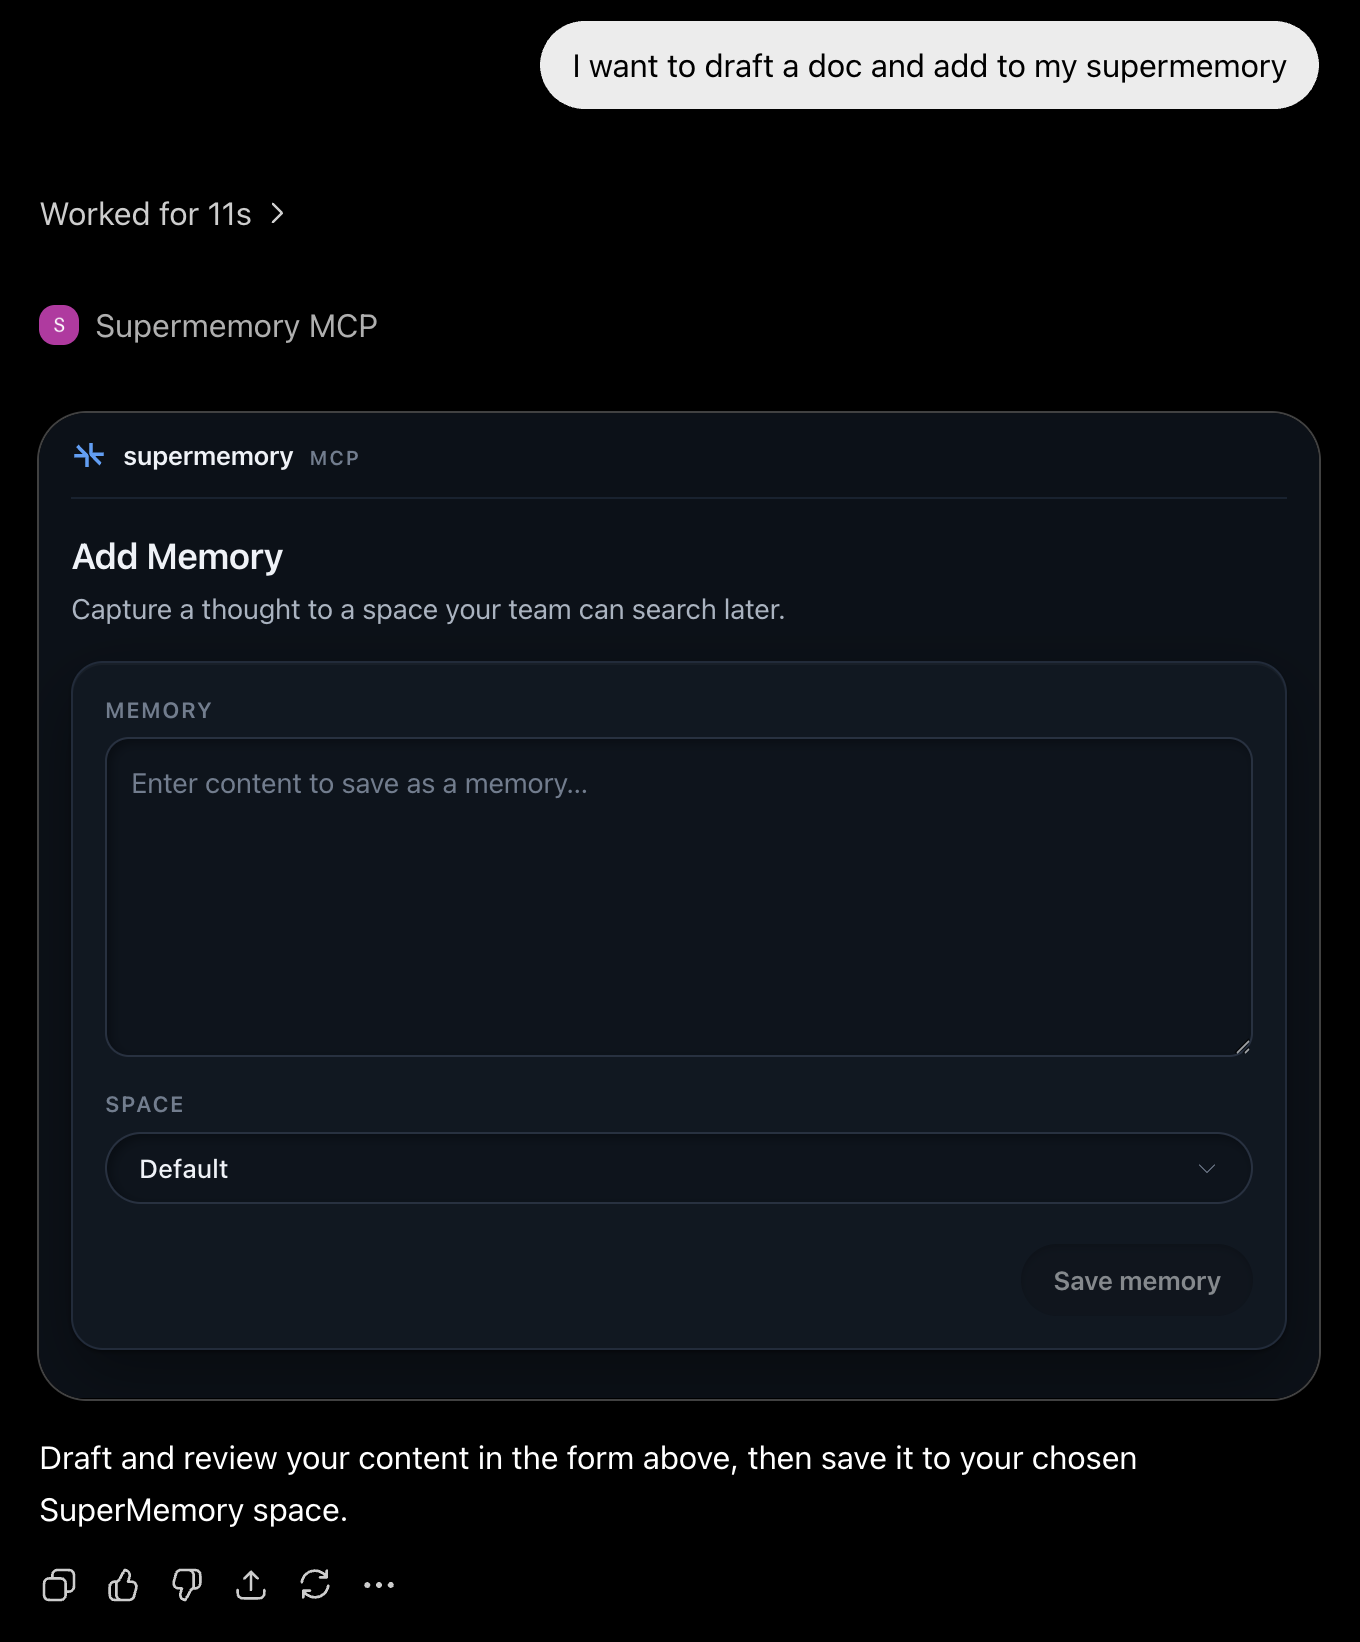 I want to draft a doc and add to my supermemory
Worked for 11s
S
Supermemory MCP
supermemory MCP
Add Memory
Capture a thought to a space your team can search later.
MEMORY
Enter content to save as a memory...
SPACE
Default
Save memory
Draft and review your content in the form above, then save it to your chosen
SuperMemory space.